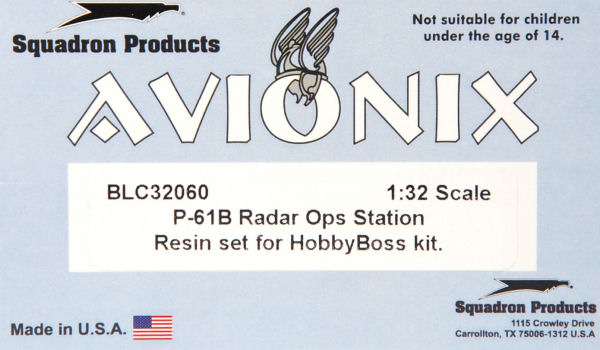 Squadron Products
Not suitable for children
under the age of 14.
AVIONIX
BLC32060 1:32 Scale
P-61B Radar Ops Station
Resin set for HobbyBoss kit.
Made in U.S.A.
Squadron Products
1115 Crowley Drive
Carrollton, TX 75006-1312 U.S.A